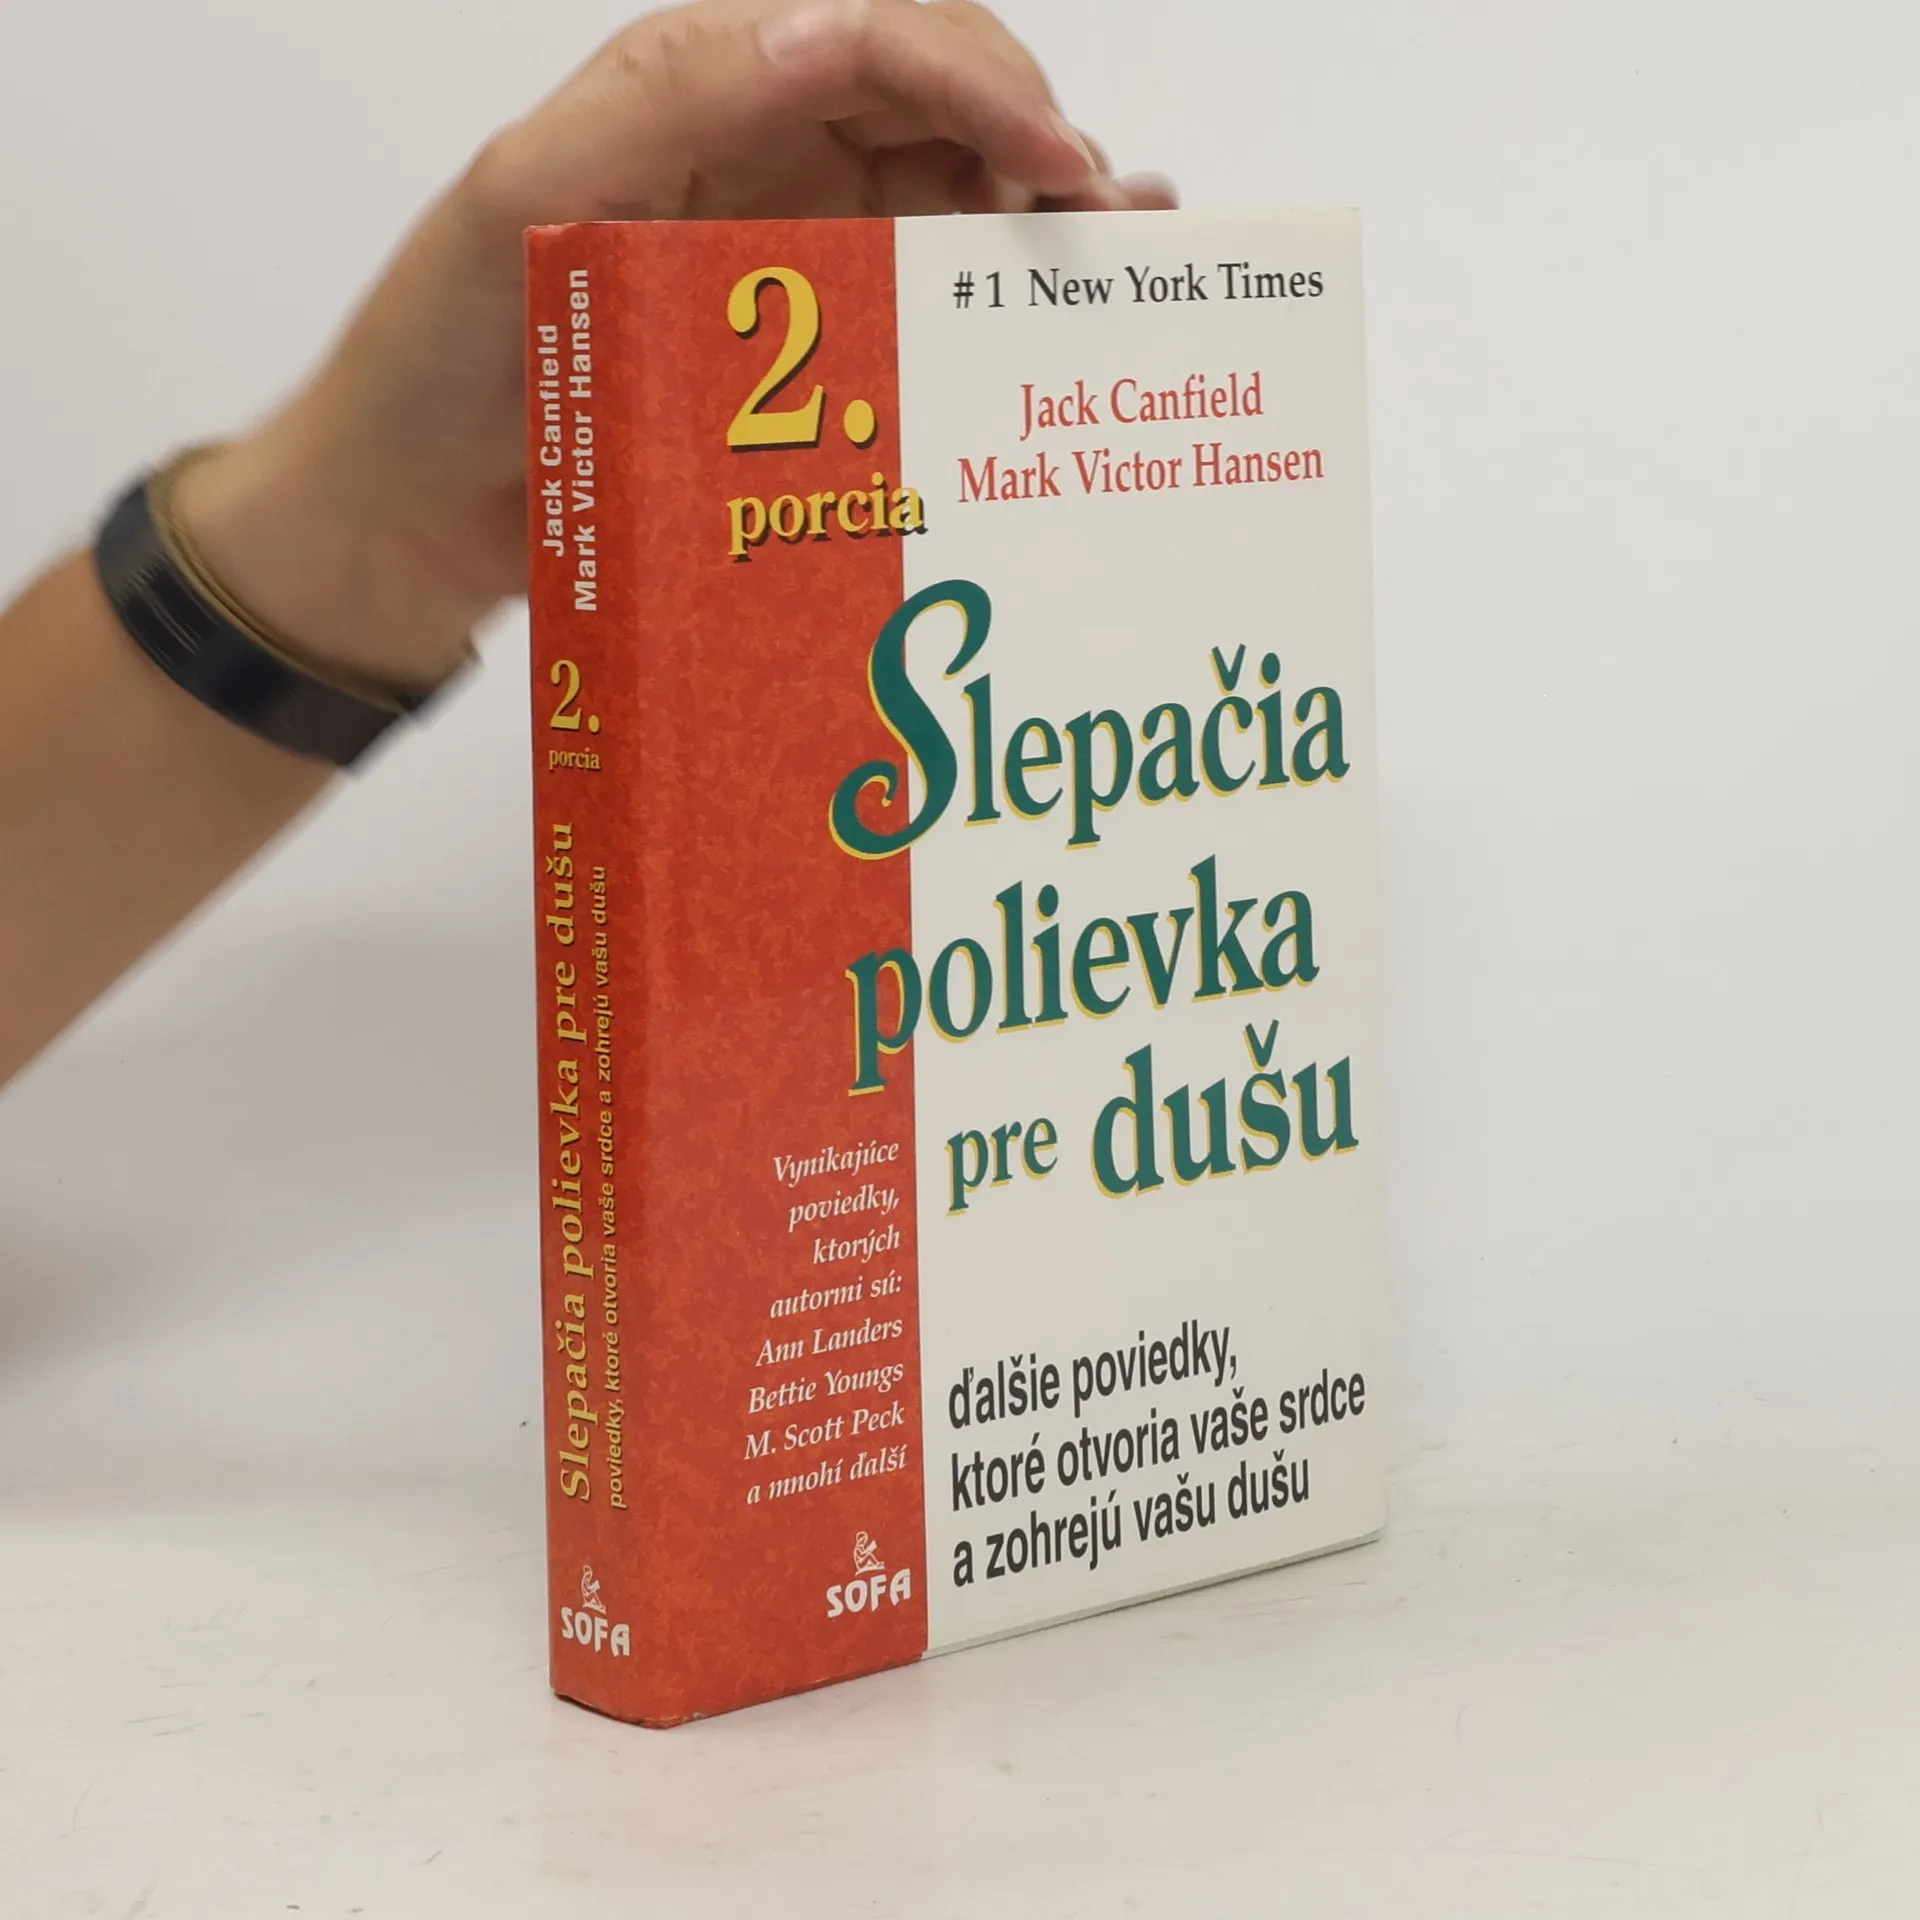 Jack Canfield
Mark Victor Hansen
2.
porcia
Slepačia polievka pre dušu
poviedky, ktoré otvoria vaše srdce a zohrejú vašu dušu
SOFA
2.
porcia
# 1 New York Times
Jack Canfield
Mark Victor Hansen
Slepačia
polievka
pre dušu
Vynikajúce
poviedky,
ktorých
autormi sú:
Ann Landers
Bettie Youngs
M. Scott Peck
a mnohí ďalší
SOFA
ďalšie poviedky,
ktoré otvoria vaše srdce
a zohrejú vašu dušu